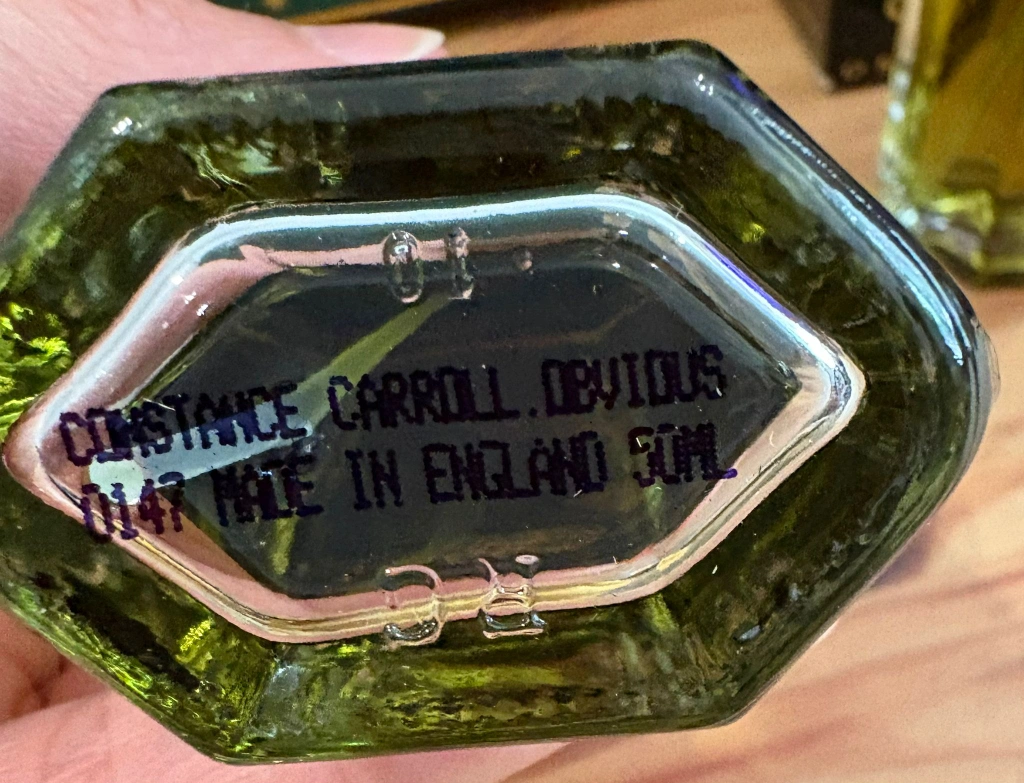 CONSTANCE CARROLL.OBVIOUS
0147 MADE IN ENGLAND 50ML